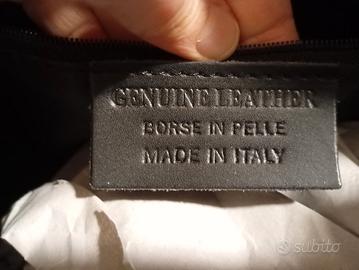 GENUINE LEATHER
BORSE IN PELLE
MADE IN ITALY
subito